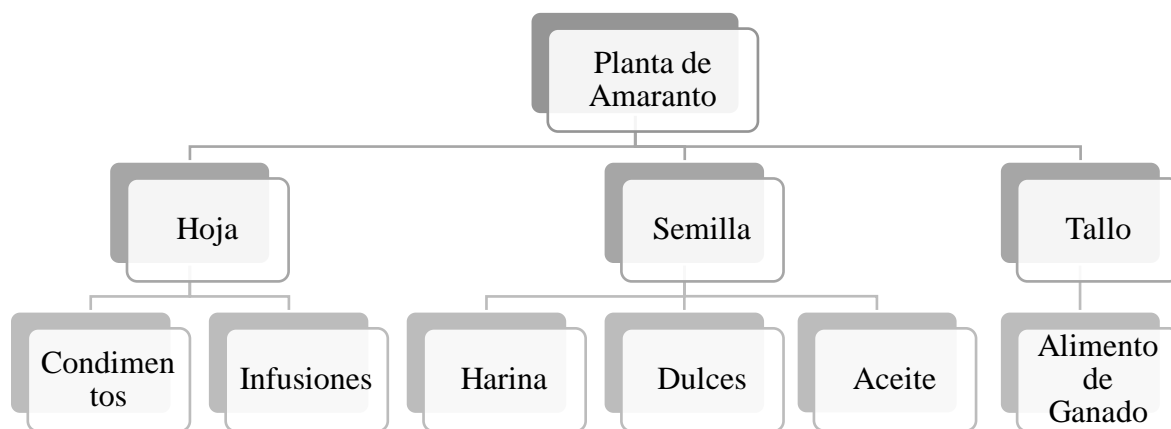 Planta de
Amaranto
Hoja
Semilla
Tallo
Condimen
tos
Infusiones
Harina
Dulces
Aceite
Alimento
de
Ganado